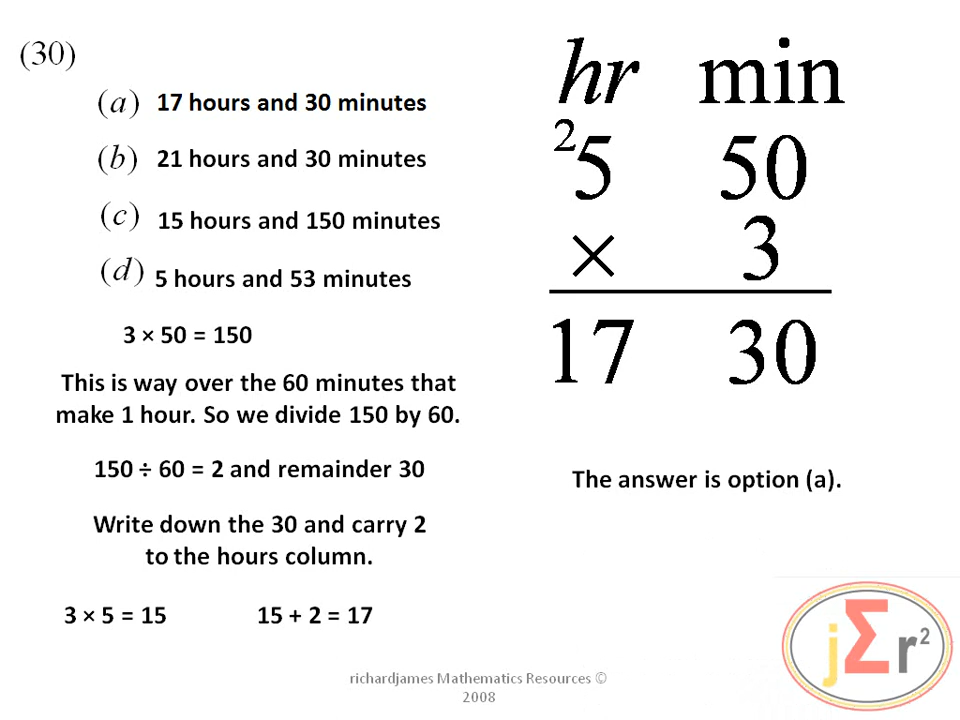 (30)
(a) 17 hours and 30 minutes
(b) 21 hours and 30 minutes
(c) 15 hours and 150 minutes
(d) 5 hours and 53 minutes
3 × 50 = 150
This is way over the 60 minutes that
make 1 hour. So we divide 150 by 60.
150 ÷ 60 = 2 and remainder 30
Write down the 30 and carry 2
to the hours column.
3 × 5 = 15 15 + 2 = 17
hr min
²5 50
× 3
17 30
The answer is option (a).
richardjames Mathematics Resources ©
2008
jΣr²